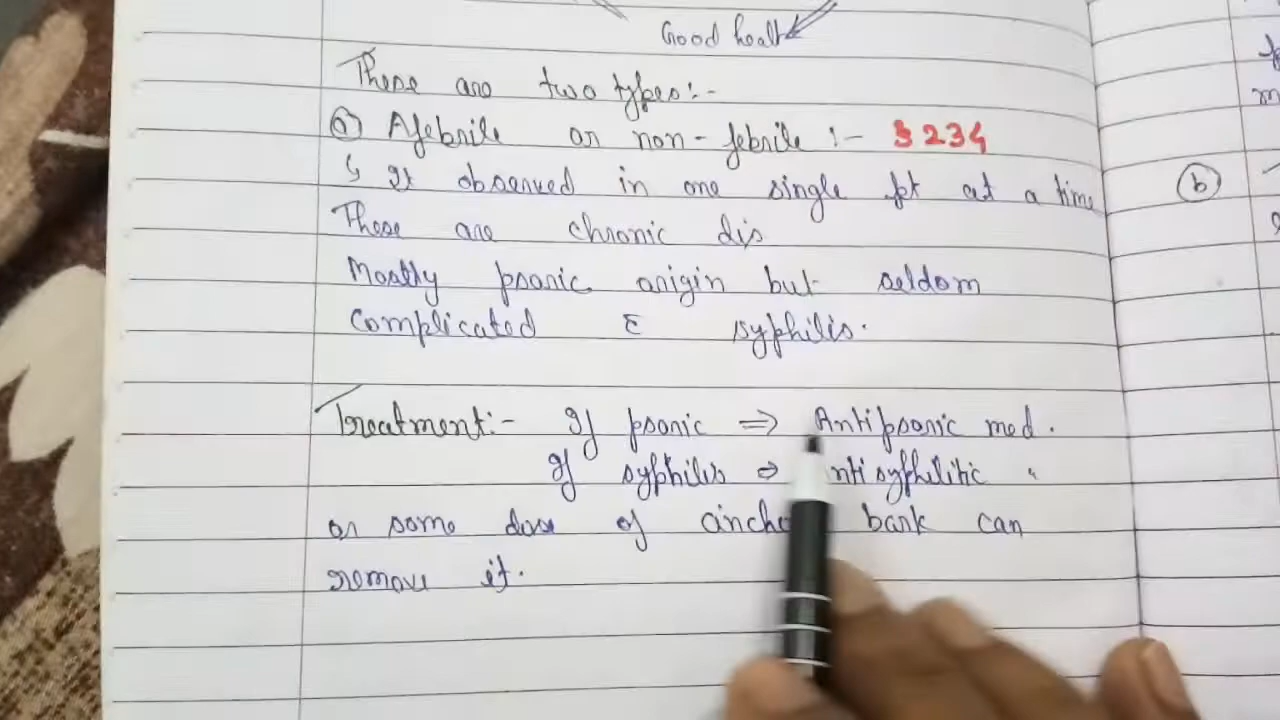 Good healt
These are two types:-
(a) Afebrile or non-febrile :- § 234
↳ It observed in one single pt at a time
These are chronic dis
Mostly psoric origin but seldom
complicated c syphilis.
Treatment:- If psoric ⇒ Antipsoric med.
If syphilis ⇒ Antisyphilitic "
or some dose of cincho bark can
remove it.
(b)